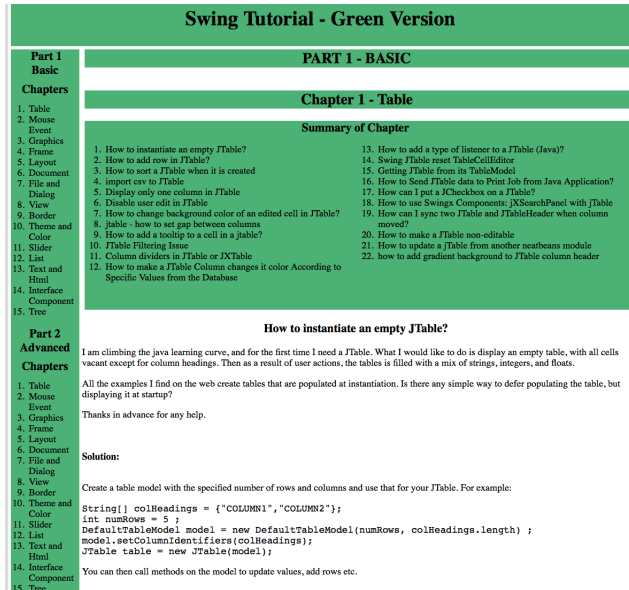 Swing Tutorial - Green Version
Part 1
Basic
Chapters
1. Table
2. Mouse
Event
3. Graphics
4. Frame
5. Layout
6. Document
7. File and
Dialog
8. View
9. Border
10. Theme and
Color
11. Slider
12. List
13. Text and
Html
14. Interface
Component
15. Tree
Part 2
Advanced
Chapters
1. Table
2. Mouse
Event
3. Graphics
4. Frame
5. Layout
6. Document
7. File and
Dialog
8. View
9. Border
10. Theme and
Color
11. Slider
12. List
13. Text and
Html
14. Interface
Component
15. Tree
PART 1 - BASIC
Chapter 1 - Table
Summary of Chapter
1. How to instantiate an empty JTable?
2. How to add row in JTable?
3. How to sort a JTable when it is created
4. import csv to JTable
5. Display only one column in JTable
6. Disable user edit in JTable
7. How to change background color of an edited cell in JTable?
8. jtable - how to set gap between columns
9. How to add a tooltip to a cell in a jtable?
10. JTable Filtering Issue
11. Column dividers in JTable or JXTable
12. How to make a JTable Column changes it color According to
Specific Values from the Database
13. How to add a type of listener to a JTable (Java)?
14. Swing JTable reset TableCellEditor
15. Getting JTable from its TableModel
16. How to Send JTable data to Print Job from Java Application?
17. How can I put a JCheckbox on a JTable?
18. How to use Swingx Components: jXSearchPanel with jTable
19. How can I sync two JTable and JTableHeader when column
moved?
20. How to make a JTable non-editable
21. How to update a jTable from another neatbeans module
22. how to add gradient background to JTable column header
How to instantiate an empty JTable?
I am climbing the java learning curve, and for the first time I need a JTable. What I would like to do is display an empty table, with all cells
vacant except for column headings. Then as a result of user actions, the tables is filled with a mix of strings, integers, and floats.
All the examples I find on the web create tables that are populated at instantiation. Is there any simple way to defer populating the table, but
displaying it at startup?
Thanks in advance for any help.
Solution:
Create a table model with the specified number of rows and columns and use that for your JTable. For example:
String[] colHeadings = {"COLUMN1","COLUMN2"};
int numRows = 5 ;
DefaultTableModel model = new DefaultTableModel(numRows, colHeadings.length) ;
model.setColumnIdentifiers(colHeadings);
JTable table = new JTable(model);
You can then call methods on the model to update values, add rows etc.